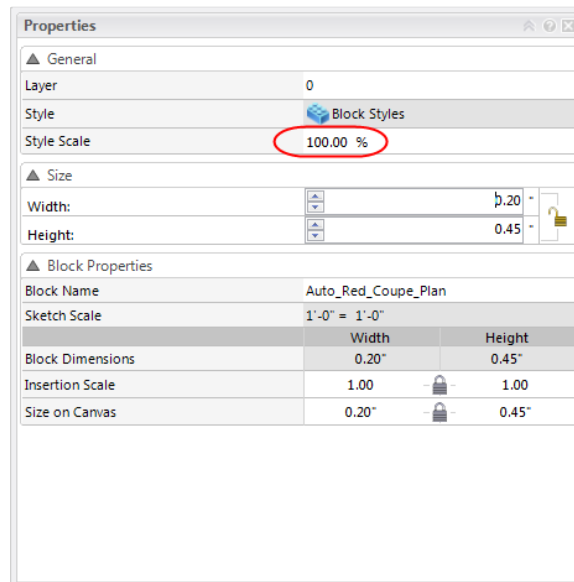 Properties
General
Layer 0
Style Block Styles
Style Scale 100.00 %
Size
Width: 0.20 "
Height: 0.45 "
Block Properties
Block Name Auto_Red_Coupe_Plan
Sketch Scale 1'-0" = 1'-0"
Width Height
Block Dimensions 0.20" 0.45"
Insertion Scale 1.00 1.00
Size on Canvas 0.20" 0.45"